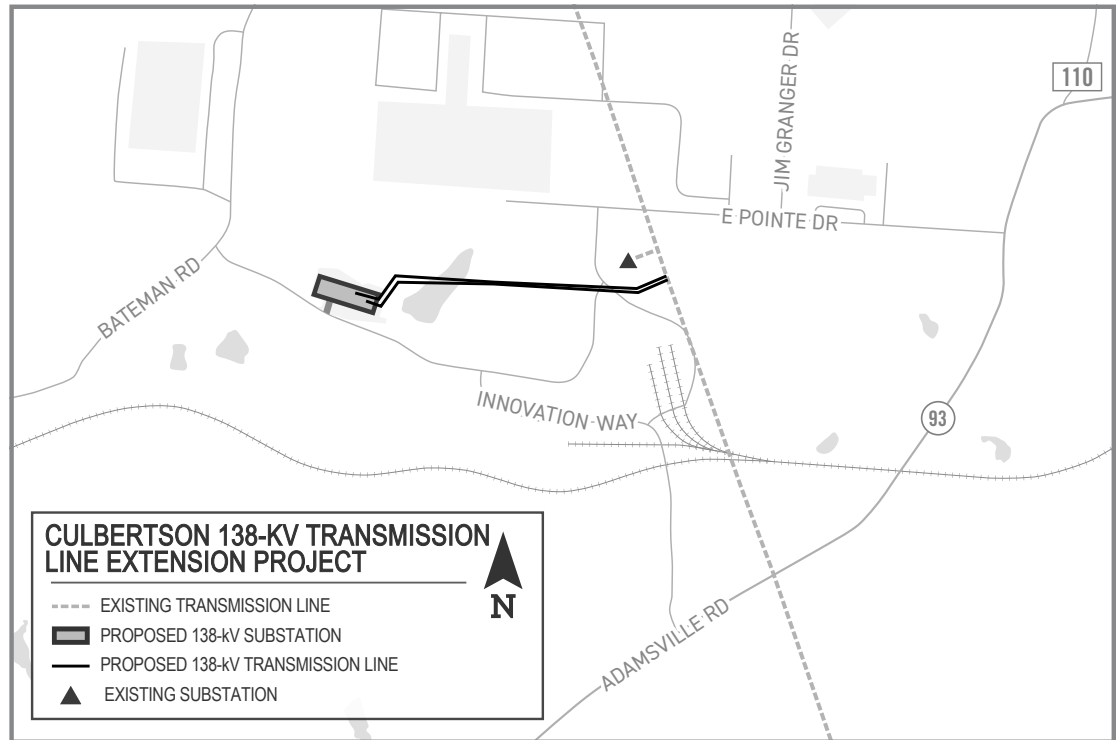 110
JIM GRANGER DR
E POINTE DR
BATEMAN RD
INNOVATION WAY
93
ADAMSVILLE RD
CULBERTSON 138-KV TRANSMISSION
LINE EXTENSION PROJECT
N
EXISTING TRANSMISSION LINE
PROPOSED 138-kV SUBSTATION
PROPOSED 138-kV TRANSMISSION LINE
EXISTING SUBSTATION